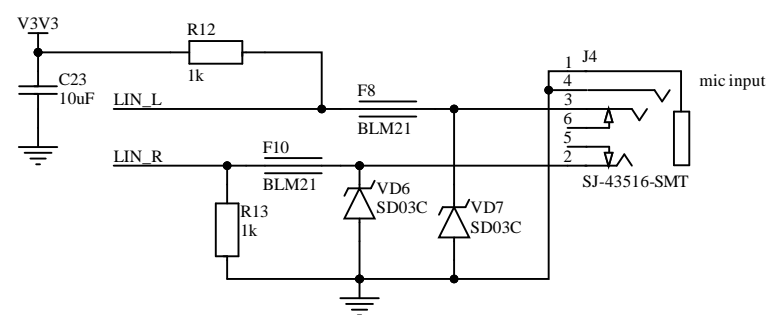 V3V3
R12
1k
C23
10uF
LIN_L
F8
BLM21
LIN_R
F10
BLM21
R13
1k
VD6
SD03C
VD7
SD03C
1
4
3
6
5
2
J4
mic input
SJ-43516-SMT